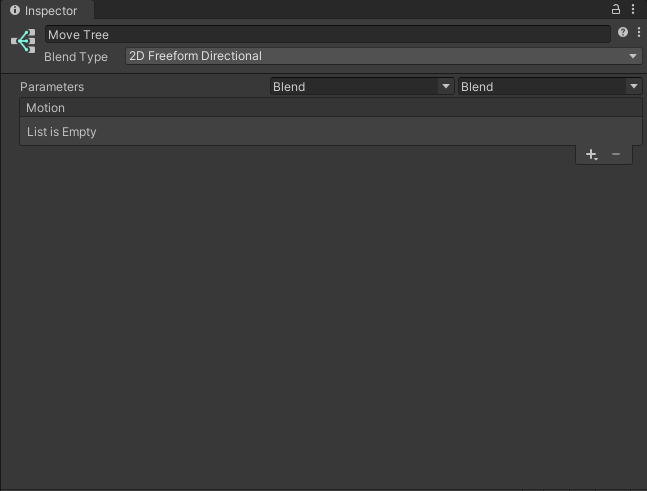 Inspector
Move Tree
Blend Type 2D Freeform Directional
Parameters Blend Blend
Motion
List is Empty